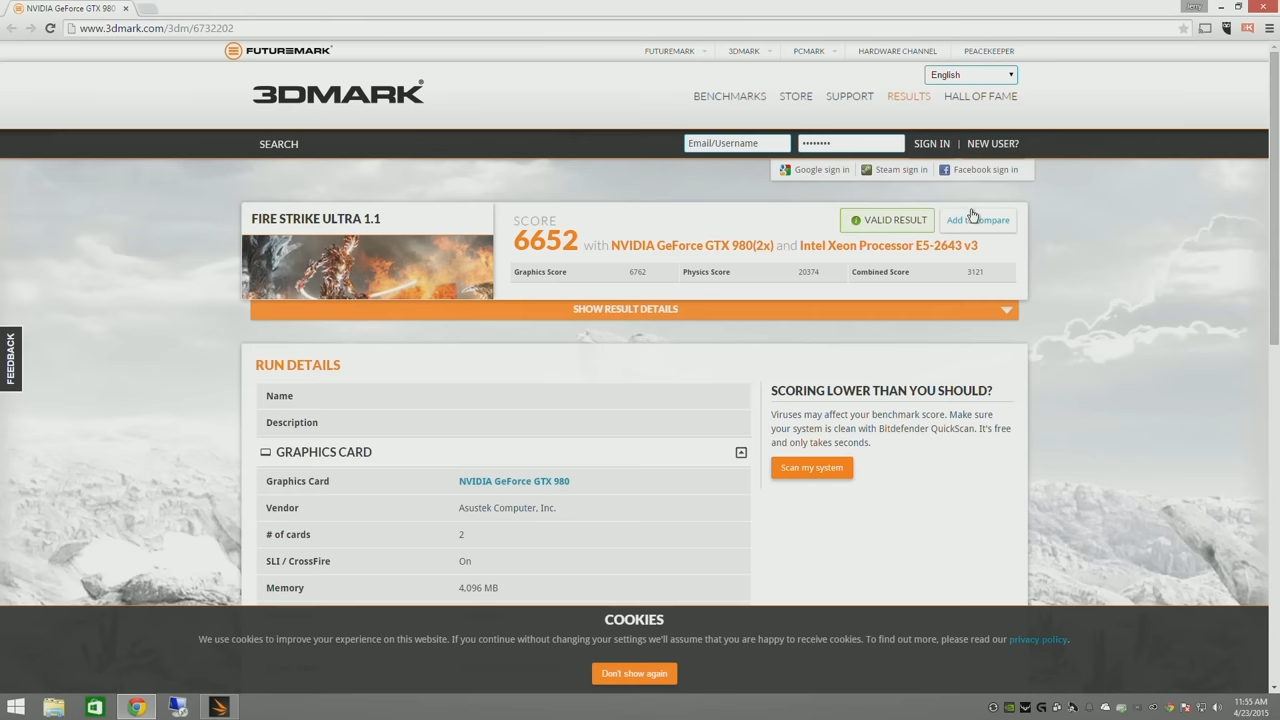 NVIDIA GeForce GTX 980
www.3dmark.com/3dm/6732202
FUTUREMARK
FUTUREMARK 3DMARK PCMARK HARDWARE CHANNEL PEACEKEEPER
English
3DMARK
BENCHMARKS STORE SUPPORT RESULTS HALL OF FAME
SEARCH
Email/Username •••••••• SIGN IN | NEW USER?
Google sign in Steam sign in Facebook sign in
FIRE STRIKE ULTRA 1.1
SCORE
VALID RESULT
6652 with NVIDIA GeForce GTX 980(2x) and Intel Xeon Processor E5-2643 v3
Graphics Score 6762 Physics Score 20374 Combined Score 3121
SHOW RESULT DETAILS
FEEDBACK
RUN DETAILS
Name
Description
GRAPHICS CARD
Graphics Card NVIDIA GeForce GTX 980
Vendor Asustek Computer, Inc.
# of cards 2
SLI / CrossFire On
Memory 4,096 MB
SCORING LOWER THAN YOU SHOULD?
Viruses may affect your benchmark score. Make sure
your system is clean with Bitdefender QuickScan. It's free
and only takes seconds.
Scan my system
COOKIES
We use cookies to improve your experience on this website. If you continue without changing your settings we'll assume that you are happy to receive cookies. To find out more, please read our privacy policy.
Don't show again
11:55 AM
4/23/2015